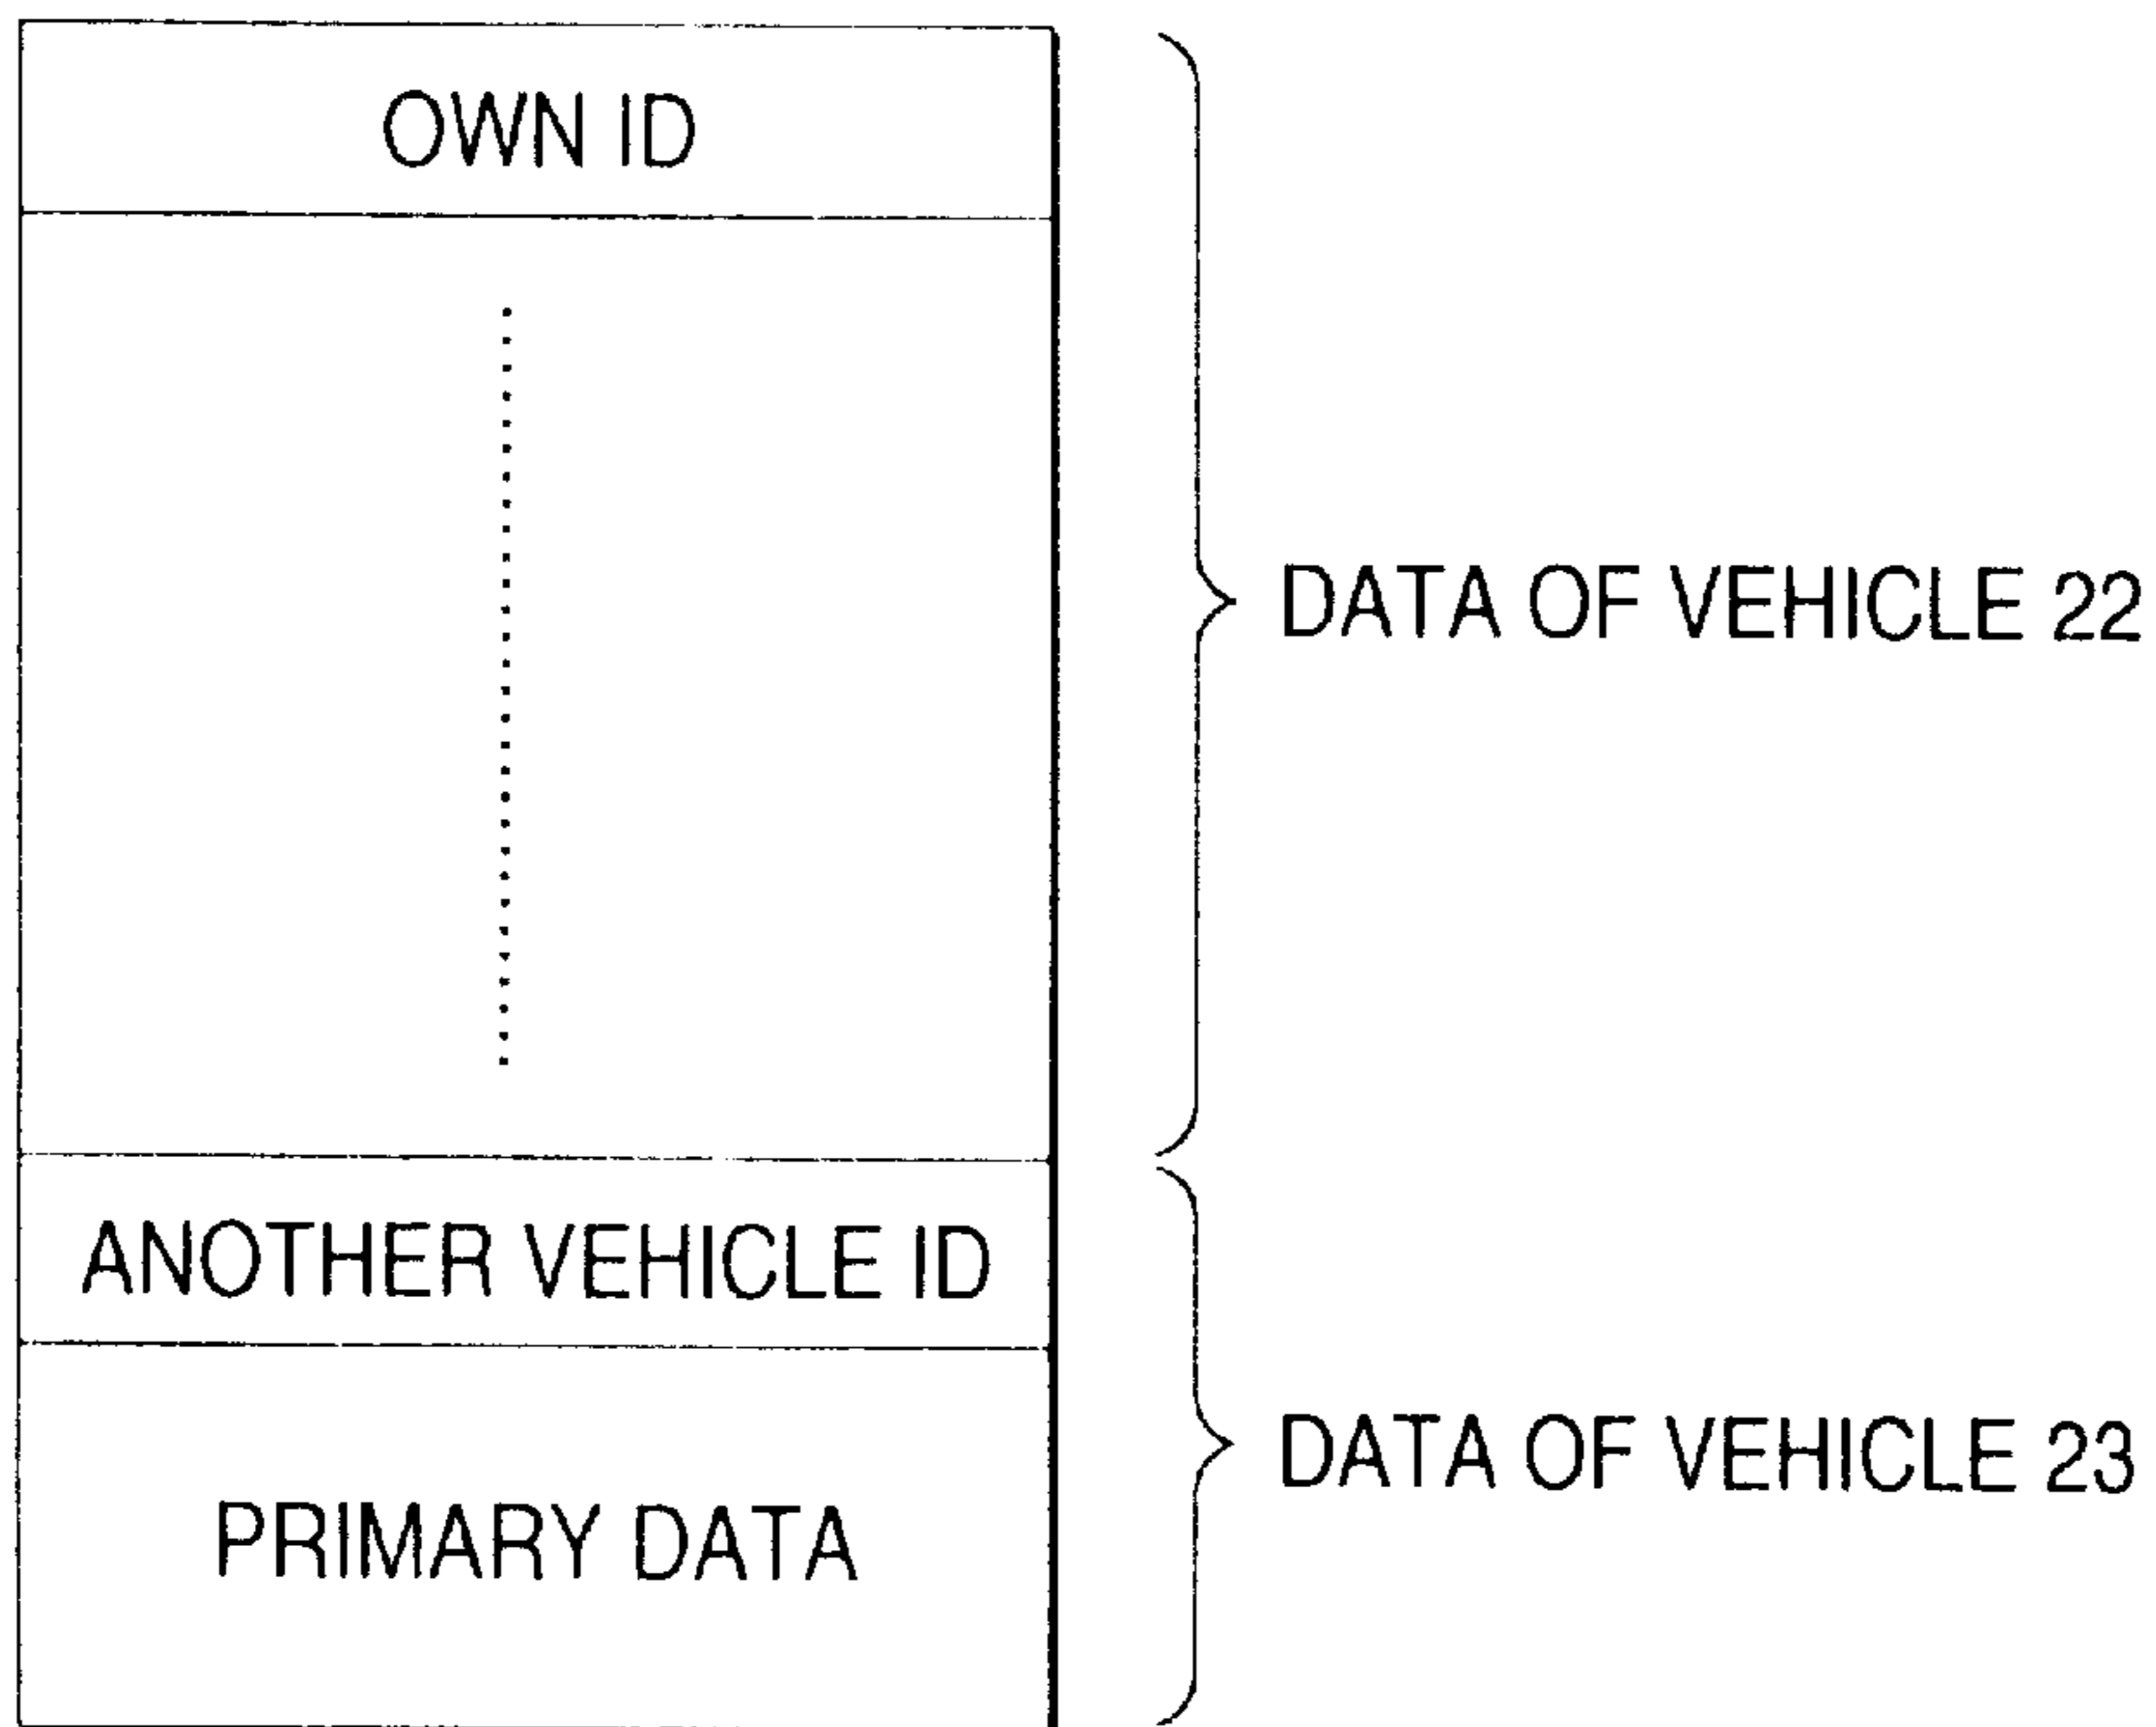 OWN ID
DATA OF VEHICLE 22
ANOTHER VEHICLE ID
DATA OF VEHICLE 23
PRIMARY DATA